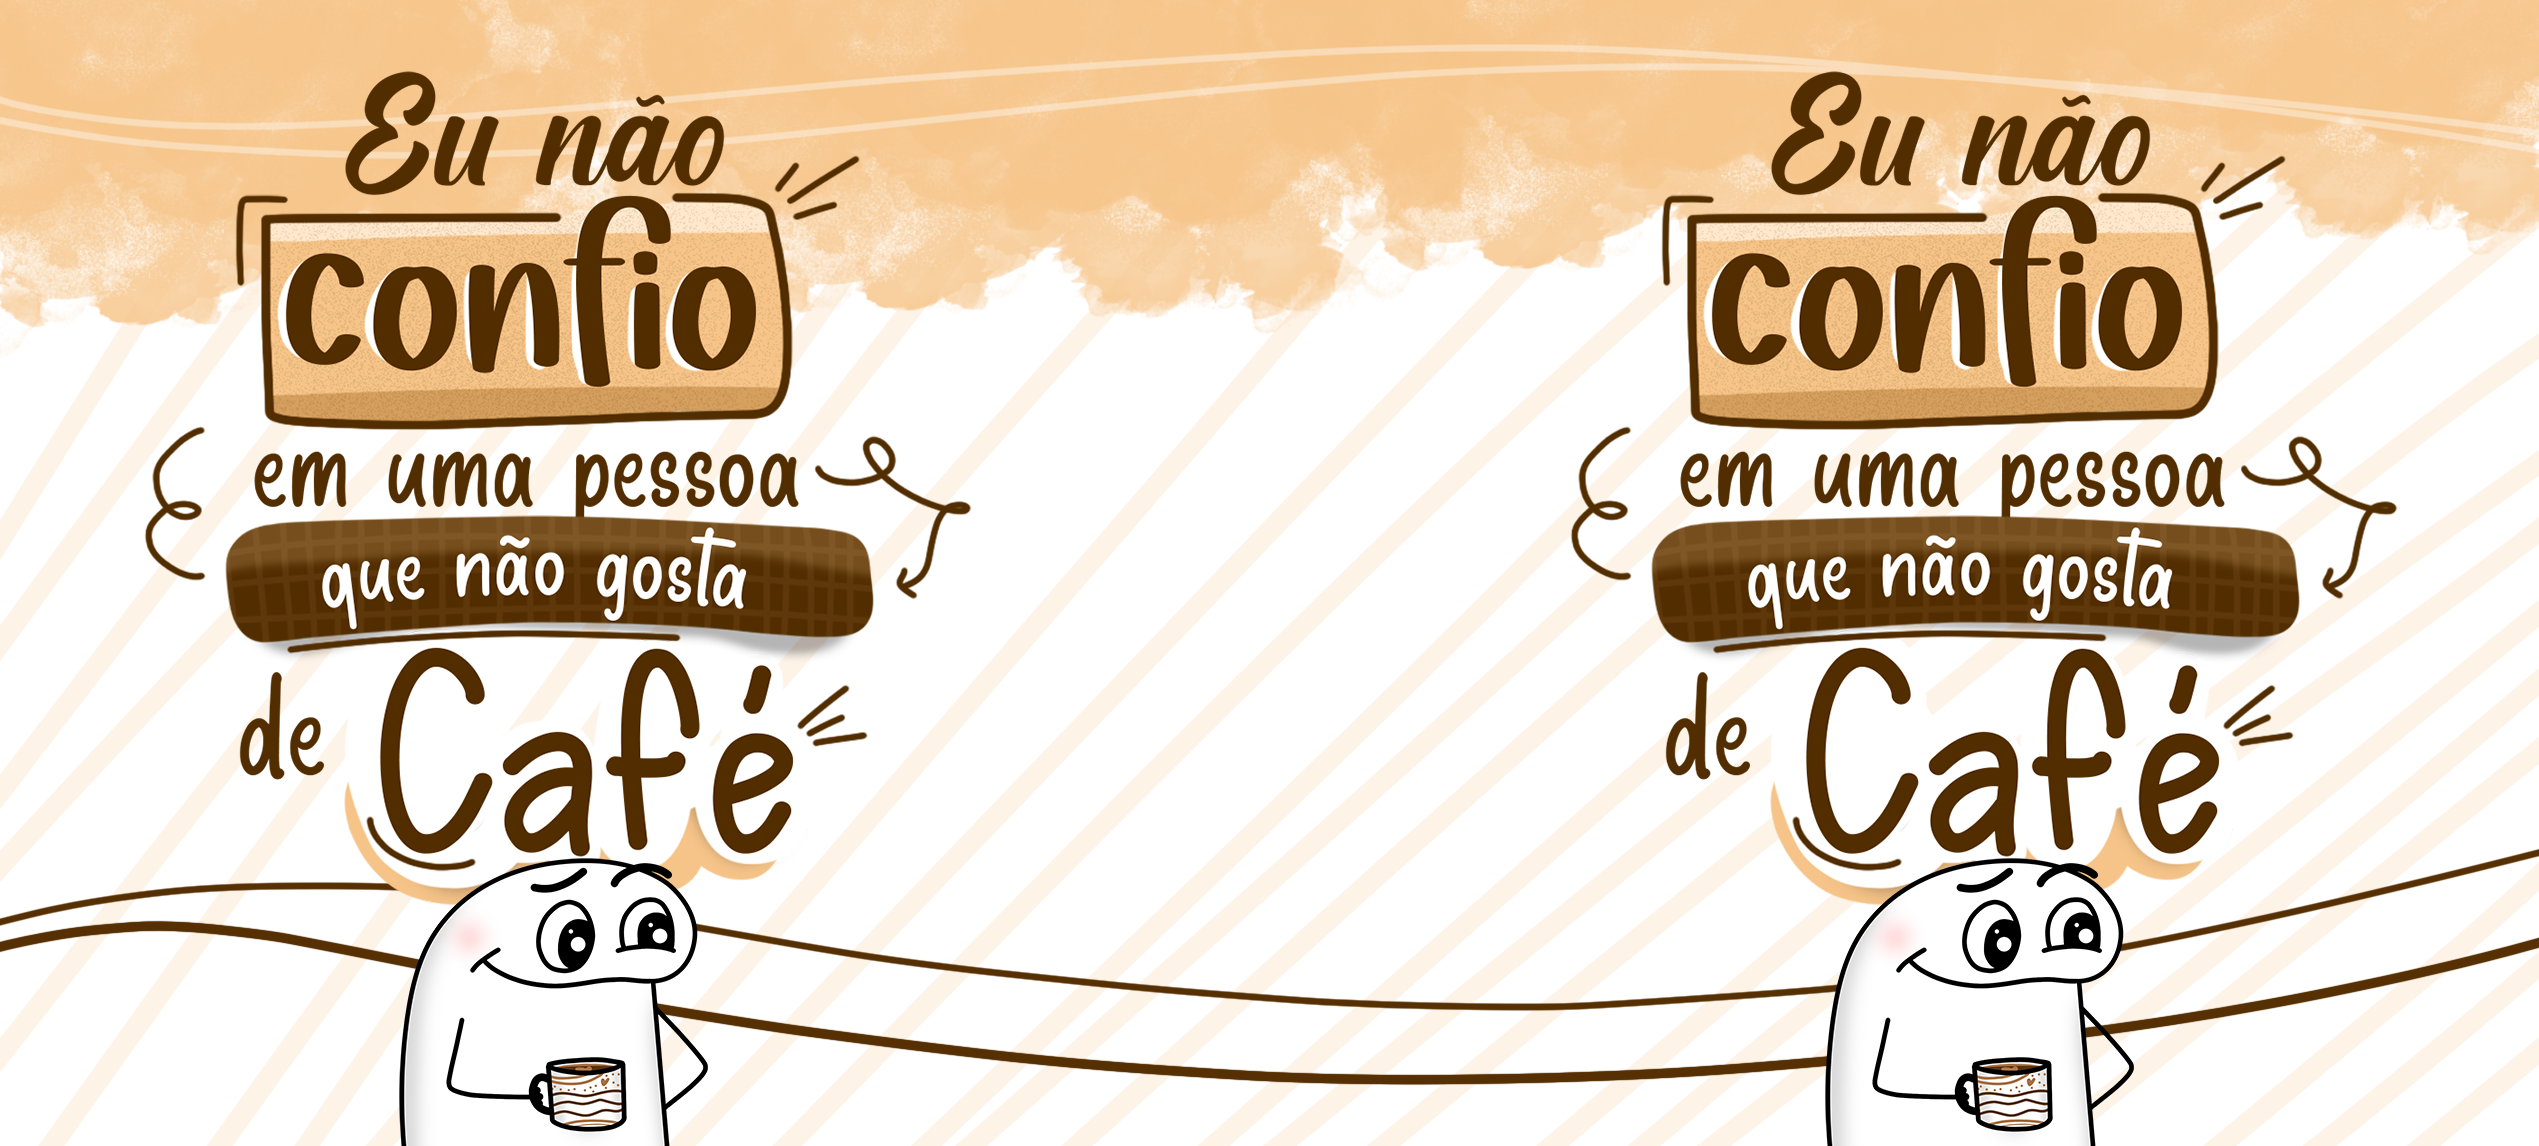 Eu não
confio
em uma pessoa
que não gosta
de Café
Eu não
confio
em uma pessoa
que não gosta
de Café